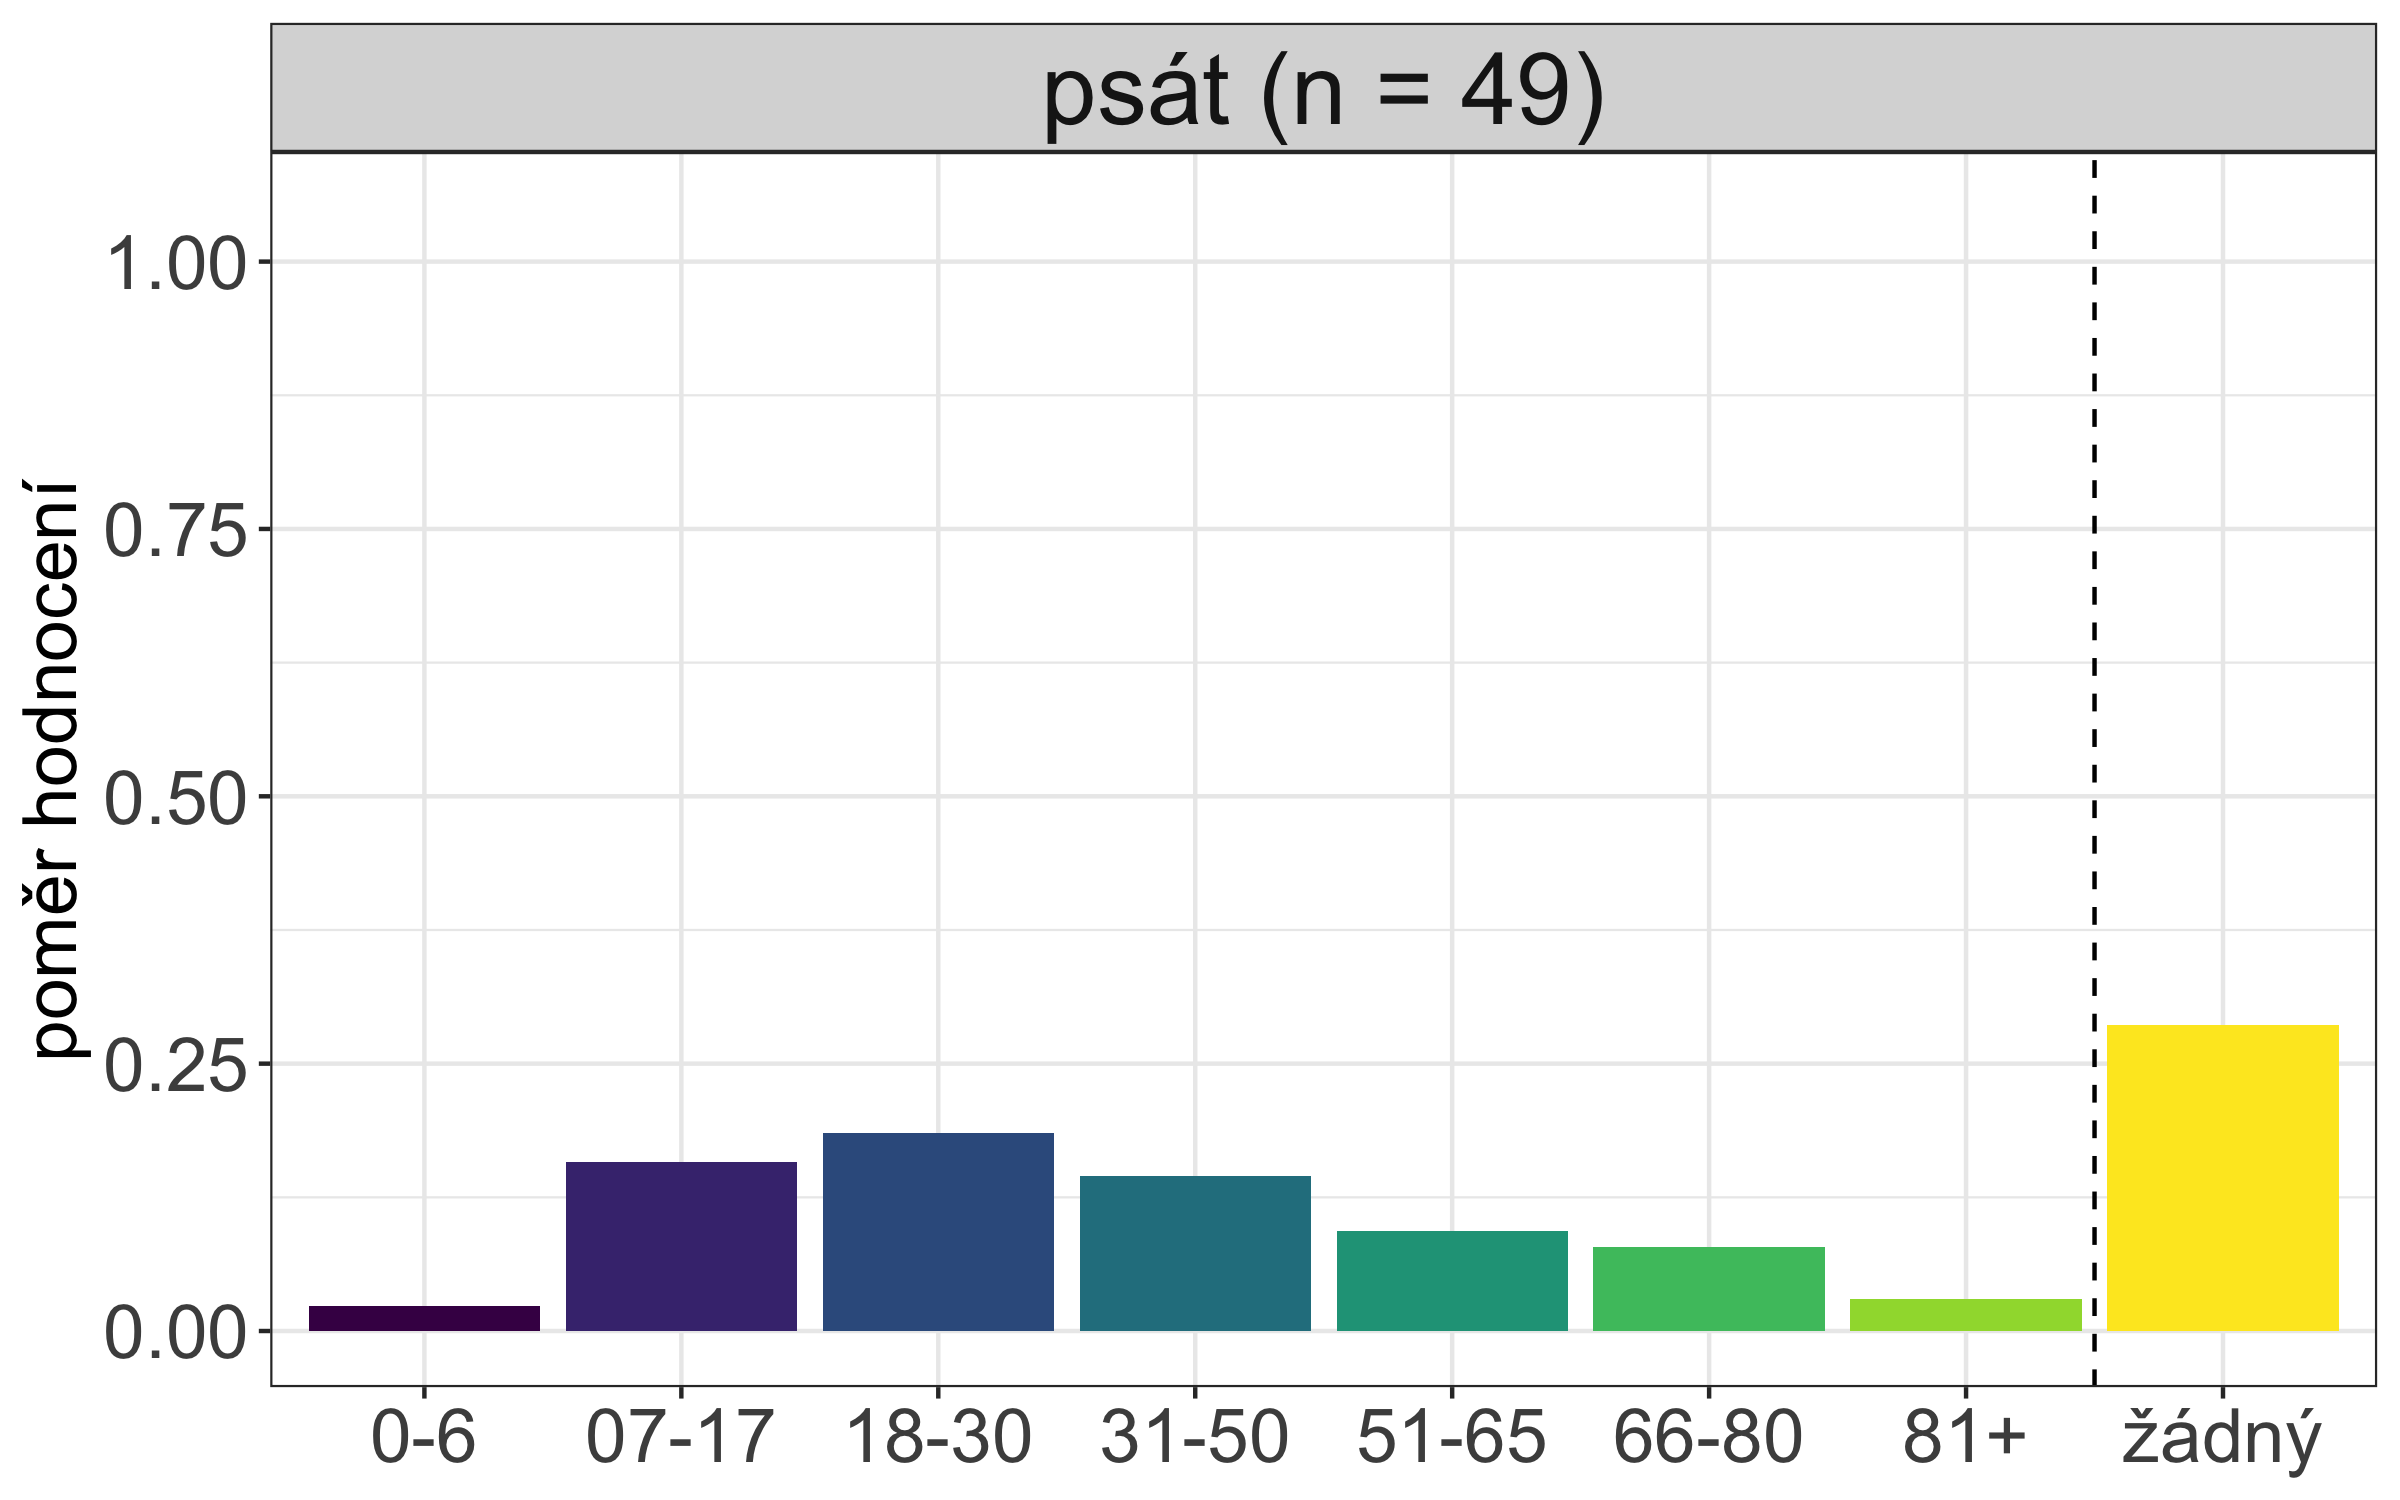 psát (n = 49)
poměr hodnocení
1.00
0.75
0.50
0.25
0.00
0-6 07-17 18-30 31-50 51-65 66-80 81+ žádný